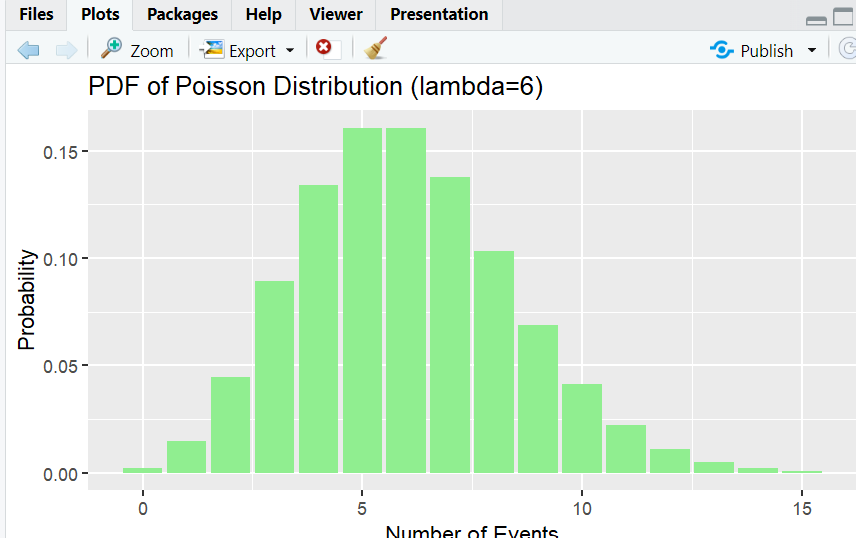 Files Plots Packages Help Viewer Presentation
Zoom Export Publish
PDF of Poisson Distribution (lambda=6)
0.15
0.10
0.05
0.00
Probability
0 5 10 15
Number of Events